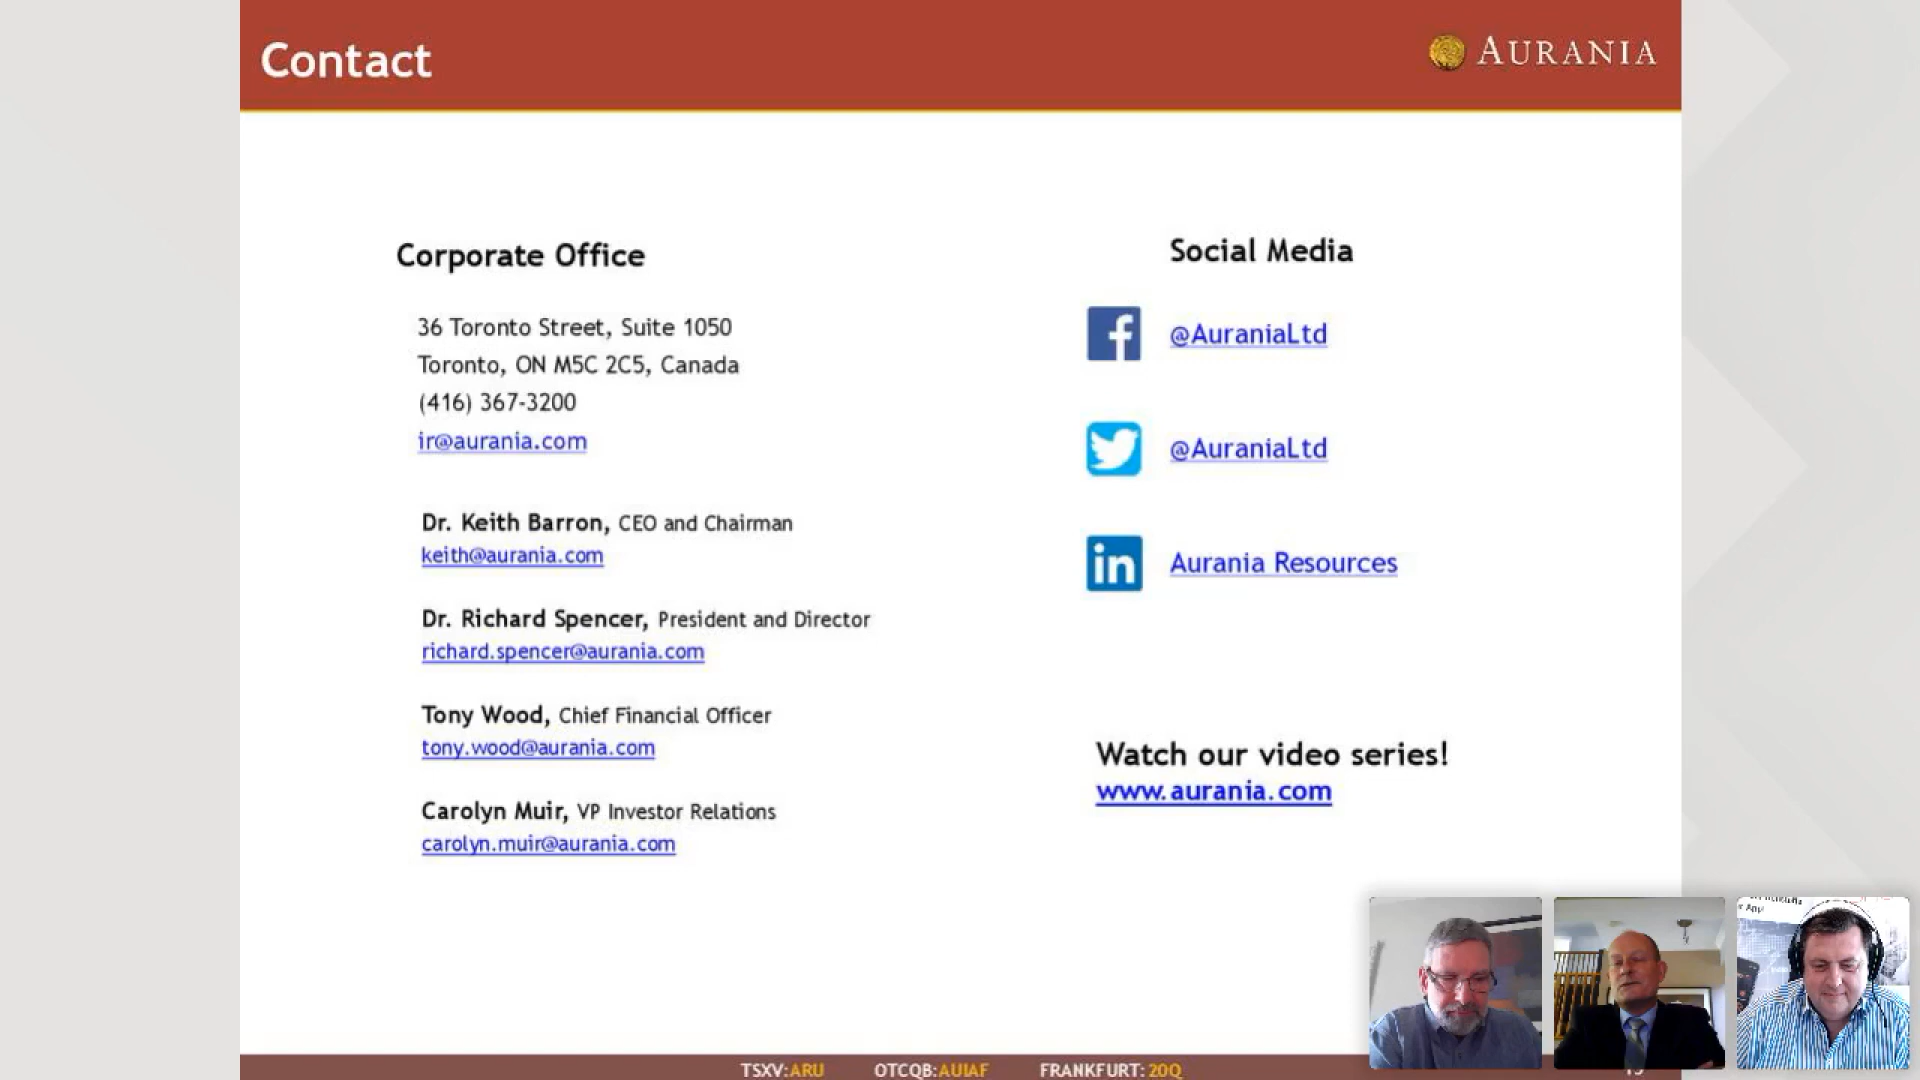 Contact
AURANIA
Corporate Office
36 Toronto Street, Suite 1050
Toronto, ON M5C 2C5, Canada
(416) 367-3200
ir@aurania.com
Dr. Keith Barron, CEO and Chairman
keith@aurania.com
Dr. Richard Spencer, President and Director
richard.spencer@aurania.com
Tony Wood, Chief Financial Officer
tony.wood@aurania.com
Carolyn Muir, VP Investor Relations
carolyn.muir@aurania.com
Social Media
@AuraniaLtd
@AuraniaLtd
Aurania Resources
Watch our video series!
www.aurania.com
TSXV:ARU OTCQB:AUIAF FRANKFURT:20Q